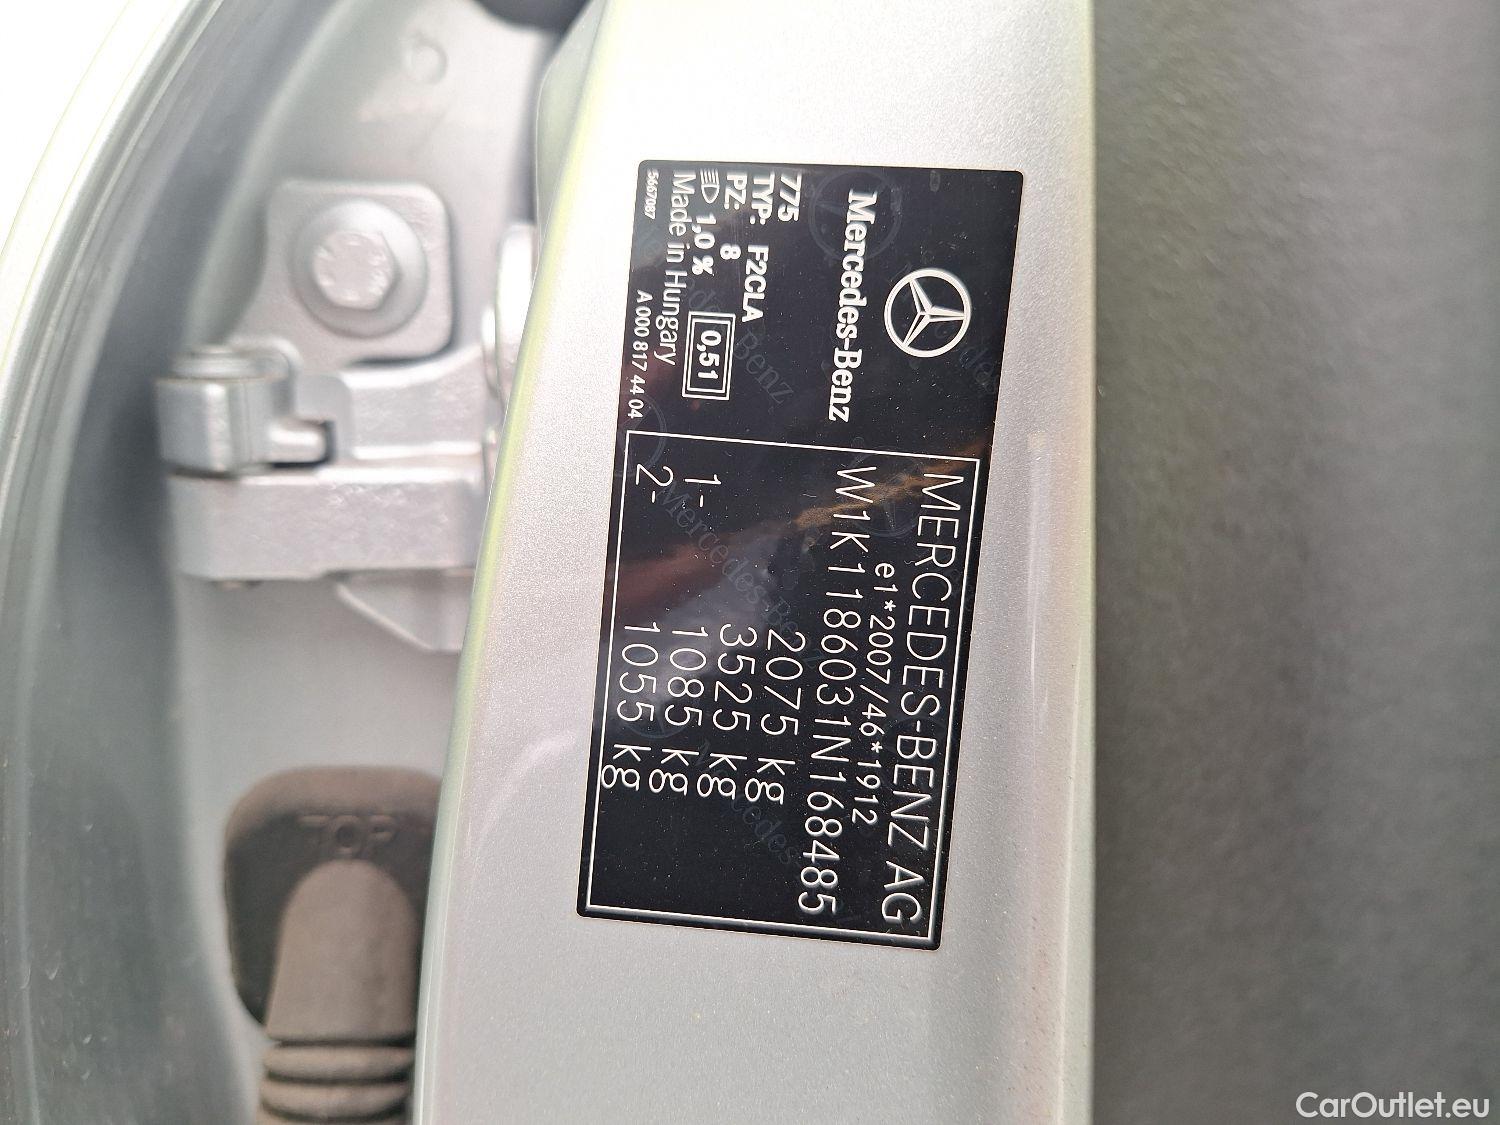 Mercedes-Benz
775
TYP: F2CLA
PZ: 8
1,0 % 0,51
Made in Hungary
5667087 A 000 817 44 04
MERCEDES-BENZ AG
e1*2007/46*1912
W1K1186031N168485
2075 kg
3525 kg
1- 1085 kg
2- 1055 kg
TOP
CarOutlet.eu